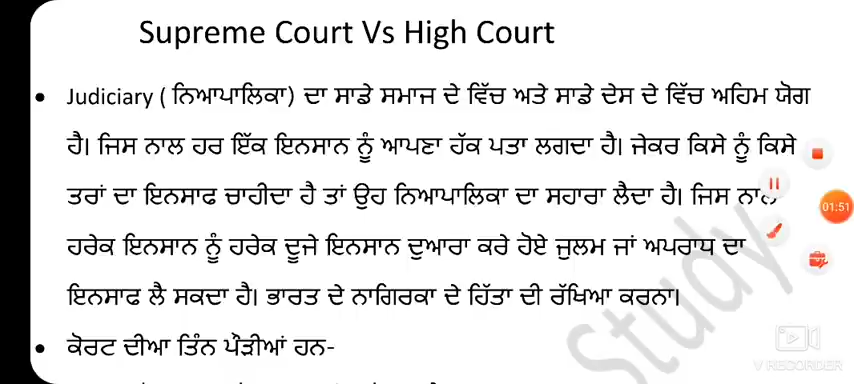 Supreme Court Vs High Court
• Judiciary ( ਨਿਆਪਾਲਿਕਾ) ਦਾ ਸਾਡੇ ਸਮਾਜ ਦੇ ਵਿੱਚ ਅਤੇ ਸਾਡੇ ਦੇਸ ਦੇ ਵਿੱਚ ਅਹਿਮ ਯੋਗ
ਹੈ। ਜਿਸ ਨਾਲ ਹਰ ਇੱਕ ਇਨਸਾਨ ਨੂੰ ਆਪਣਾ ਹੱਕ ਪਤਾ ਲਗਦਾ ਹੈ। ਜੇਕਰ ਕਿਸੇ ਨੂੰ ਕਿਸੇ
ਤਰਾਂ ਦਾ ਇਨਸਾਫ ਚਾਹੀਦਾ ਹੈ ਤਾਂ ਉਹ ਨਿਆਪਾਲਿਕਾ ਦਾ ਸਹਾਰਾ ਲੈਦਾ ਹੈ। ਜਿਸ ਨਾਲ
01:51
ਹਰੇਕ ਇਨਸਾਨ ਨੂੰ ਹਰੇਕ ਦੂਜੇ ਇਨਸਾਨ ਦੁਆਰਾ ਕਰੇ ਹੋਏ ਜੁਲਮ ਜਾਂ ਅਪਰਾਧ ਦਾ
ਇਨਸਾਫ ਲੈ ਸਕਦਾ ਹੈ। ਭਾਰਤ ਦੇ ਨਾਗਿਰਕਾ ਦੇ ਹਿੱਤਾ ਦੀ ਰੱਖਿਆ ਕਰਨਾ।
• ਕੋਰਟ ਦੀਆ ਤਿੰਨ ਪੌੜੀਆਂ ਹਨ-
Study
V RECORDER